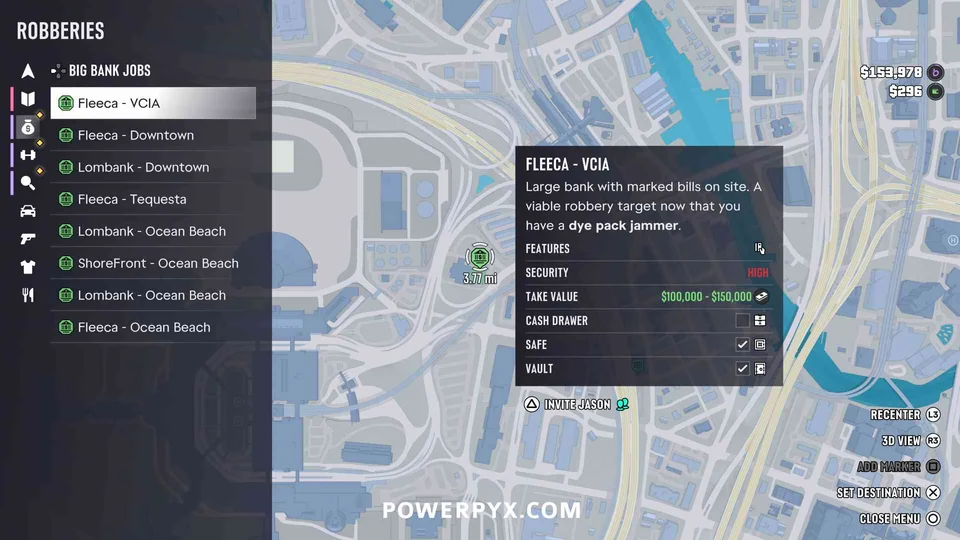 ROBBERIES
BIG BANK JOBS
Fleeca - VCIA
Fleeca - Downtown
Lombank - Downtown
Fleeca - Tequesta
Lombank - Ocean Beach
ShoreFront - Ocean Beach
Lombank - Ocean Beach
Fleeca - Ocean Beach
3.77 mi
FLEECA - VCIA
Large bank with marked bills on site. A
viable robbery target now that you
have a dye pack jammer.
FEATURES
SECURITY HIGH
TAKE VALUE $100,000 - $150,000
CASH DRAWER
SAFE
VAULT
INVITE JASON
$153,978
$296
RECENTER L3
3D VIEW R3
ADD MARKER
SET DESTINATION
CLOSE MENU
POWERPYX.COM